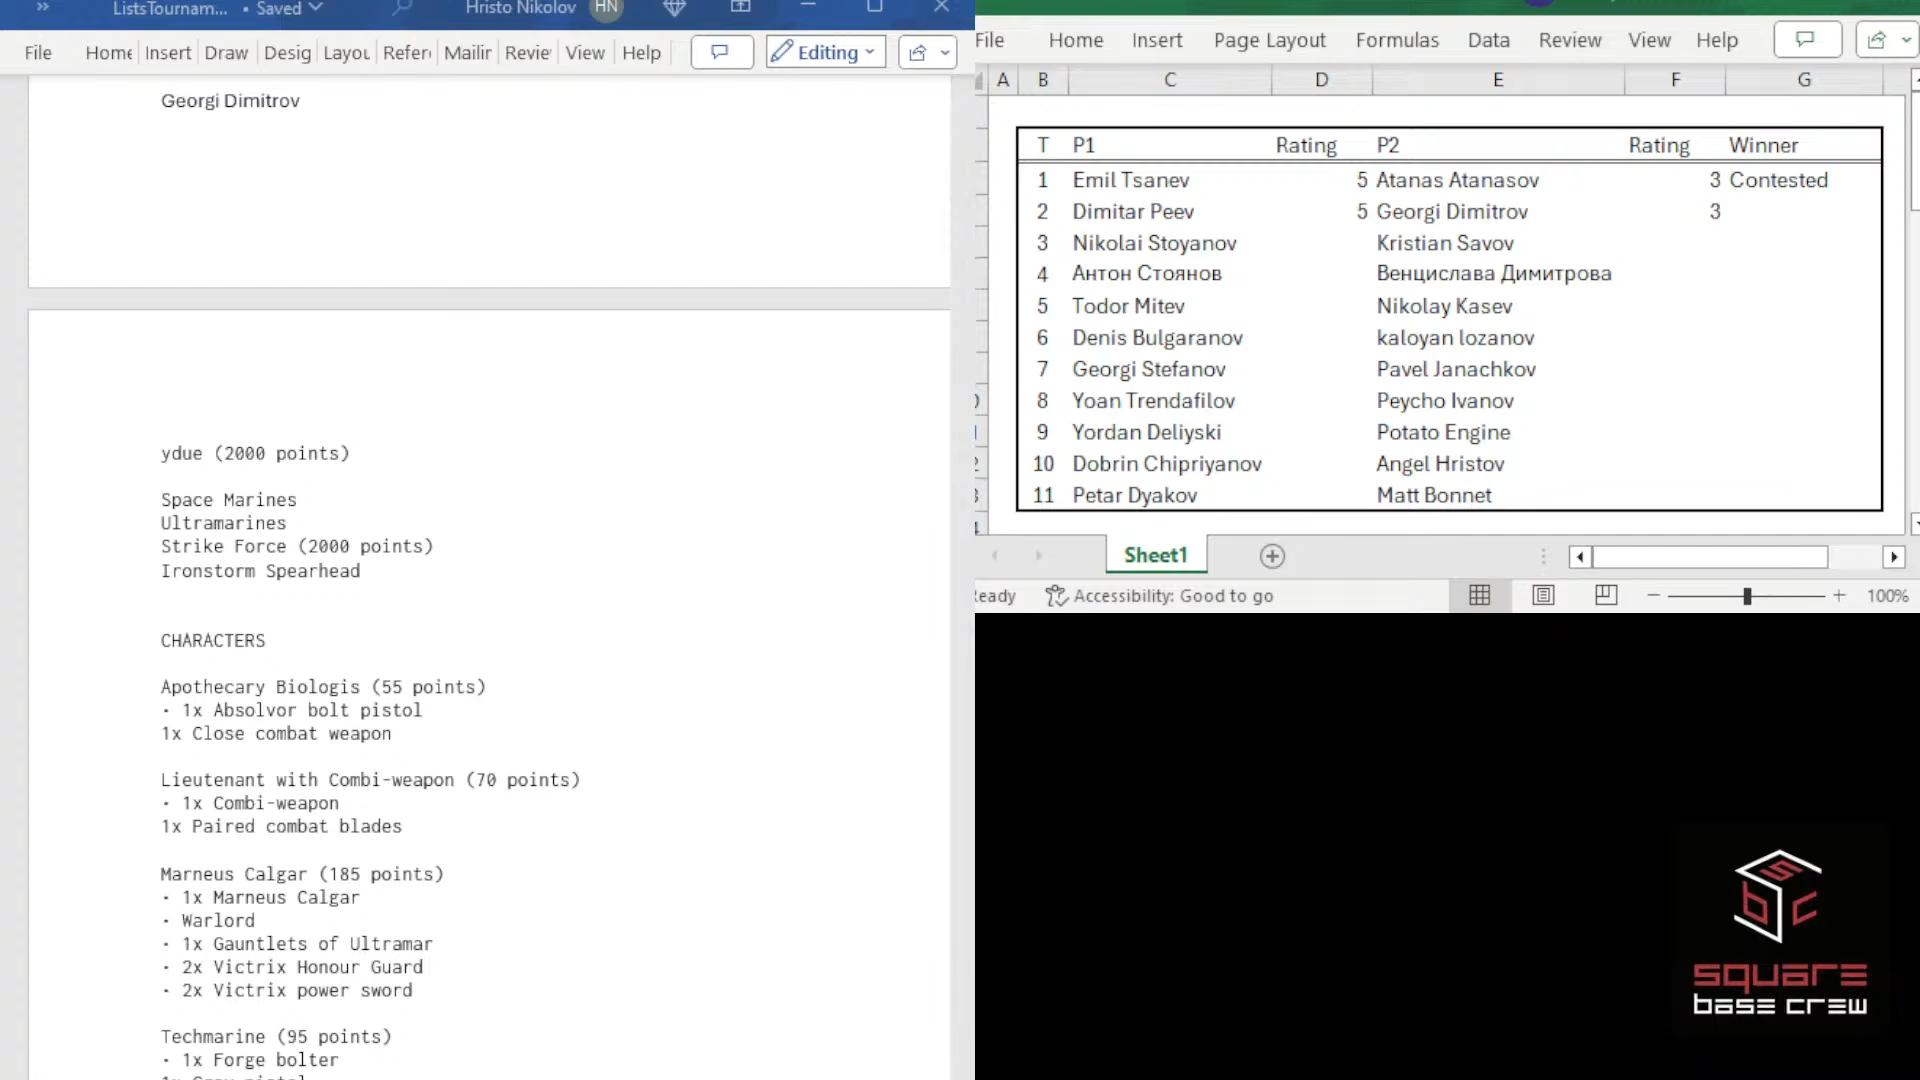 ListsTournam... • Saved
Hristo Nikolov HN
File Home Insert Draw Desig Layou Refer Mailin Revie View Help Editing
Georgi Dimitrov
ydue (2000 points)
Space Marines
Ultramarines
Strike Force (2000 points)
Ironstorm Spearhead
CHARACTERS
Apothecary Biologis (55 points)
• 1x Absolvor bolt pistol
1x Close combat weapon
Lieutenant with Combi-weapon (70 points)
• 1x Combi-weapon
1x Paired combat blades
Marneus Calgar (185 points)
• 1x Marneus Calgar
• Warlord
• 1x Gauntlets of Ultramar
• 2x Victrix Honour Guard
• 2x Victrix power sword
Techmarine (95 points)
• 1x Forge bolter
File Home Insert Page Layout Formulas Data Review View Help
A B C D E F G
T P1 Rating P2 Rating Winner
1 Emil Tsanev 5 Atanas Atanasov 3 Contested
2 Dimitar Peev 5 Georgi Dimitrov 3
3 Nikolai Stoyanov Kristian Savov
4 Антон Стоянов Венцислава Димитрова
5 Todor Mitev Nikolay Kasev
6 Denis Bulgaranov kaloyan lozanov
7 Georgi Stefanov Pavel Janachkov
8 Yoan Trendafilov Peycho Ivanov
9 Yordan Deliyski Potato Engine
10 Dobrin Chipriyanov Angel Hristov
11 Petar Dyakov Matt Bonnet
Sheet1
eady Accessibility: Good to go 100%
sbc
square
base crew